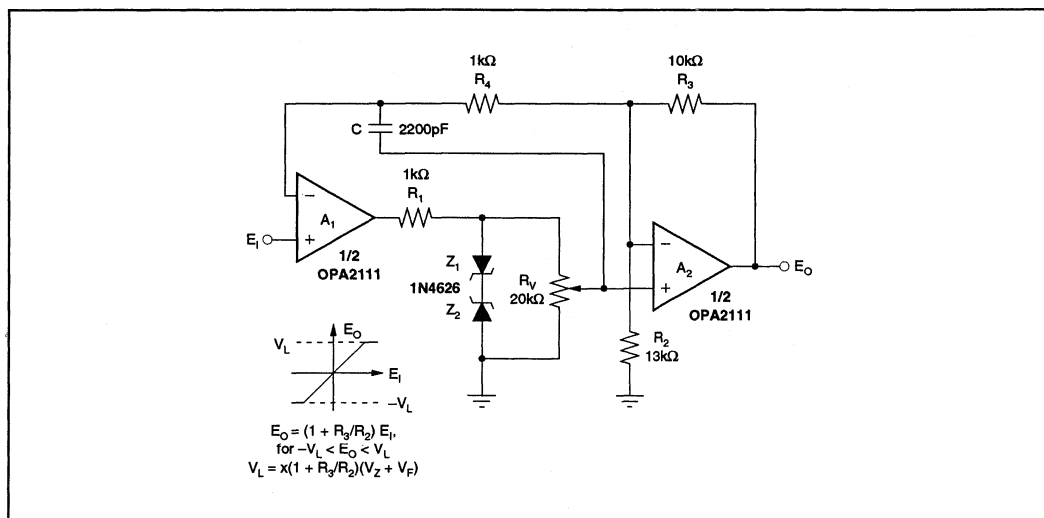 1kΩ
R4
10kΩ
R3
C
2200pF
1kΩ
R1
−
A1
+
EI
1/2
OPA2111
Z1
1N4626
Z2
RV
20kΩ
−
A2
+
EO
1/2
OPA2111
R2
13kΩ
EO
VL
EI
−VL
EO = (1 + R3/R2) EI,
for −VL < EO < VL
VL = x(1 + R3/R2)(VZ + VF)